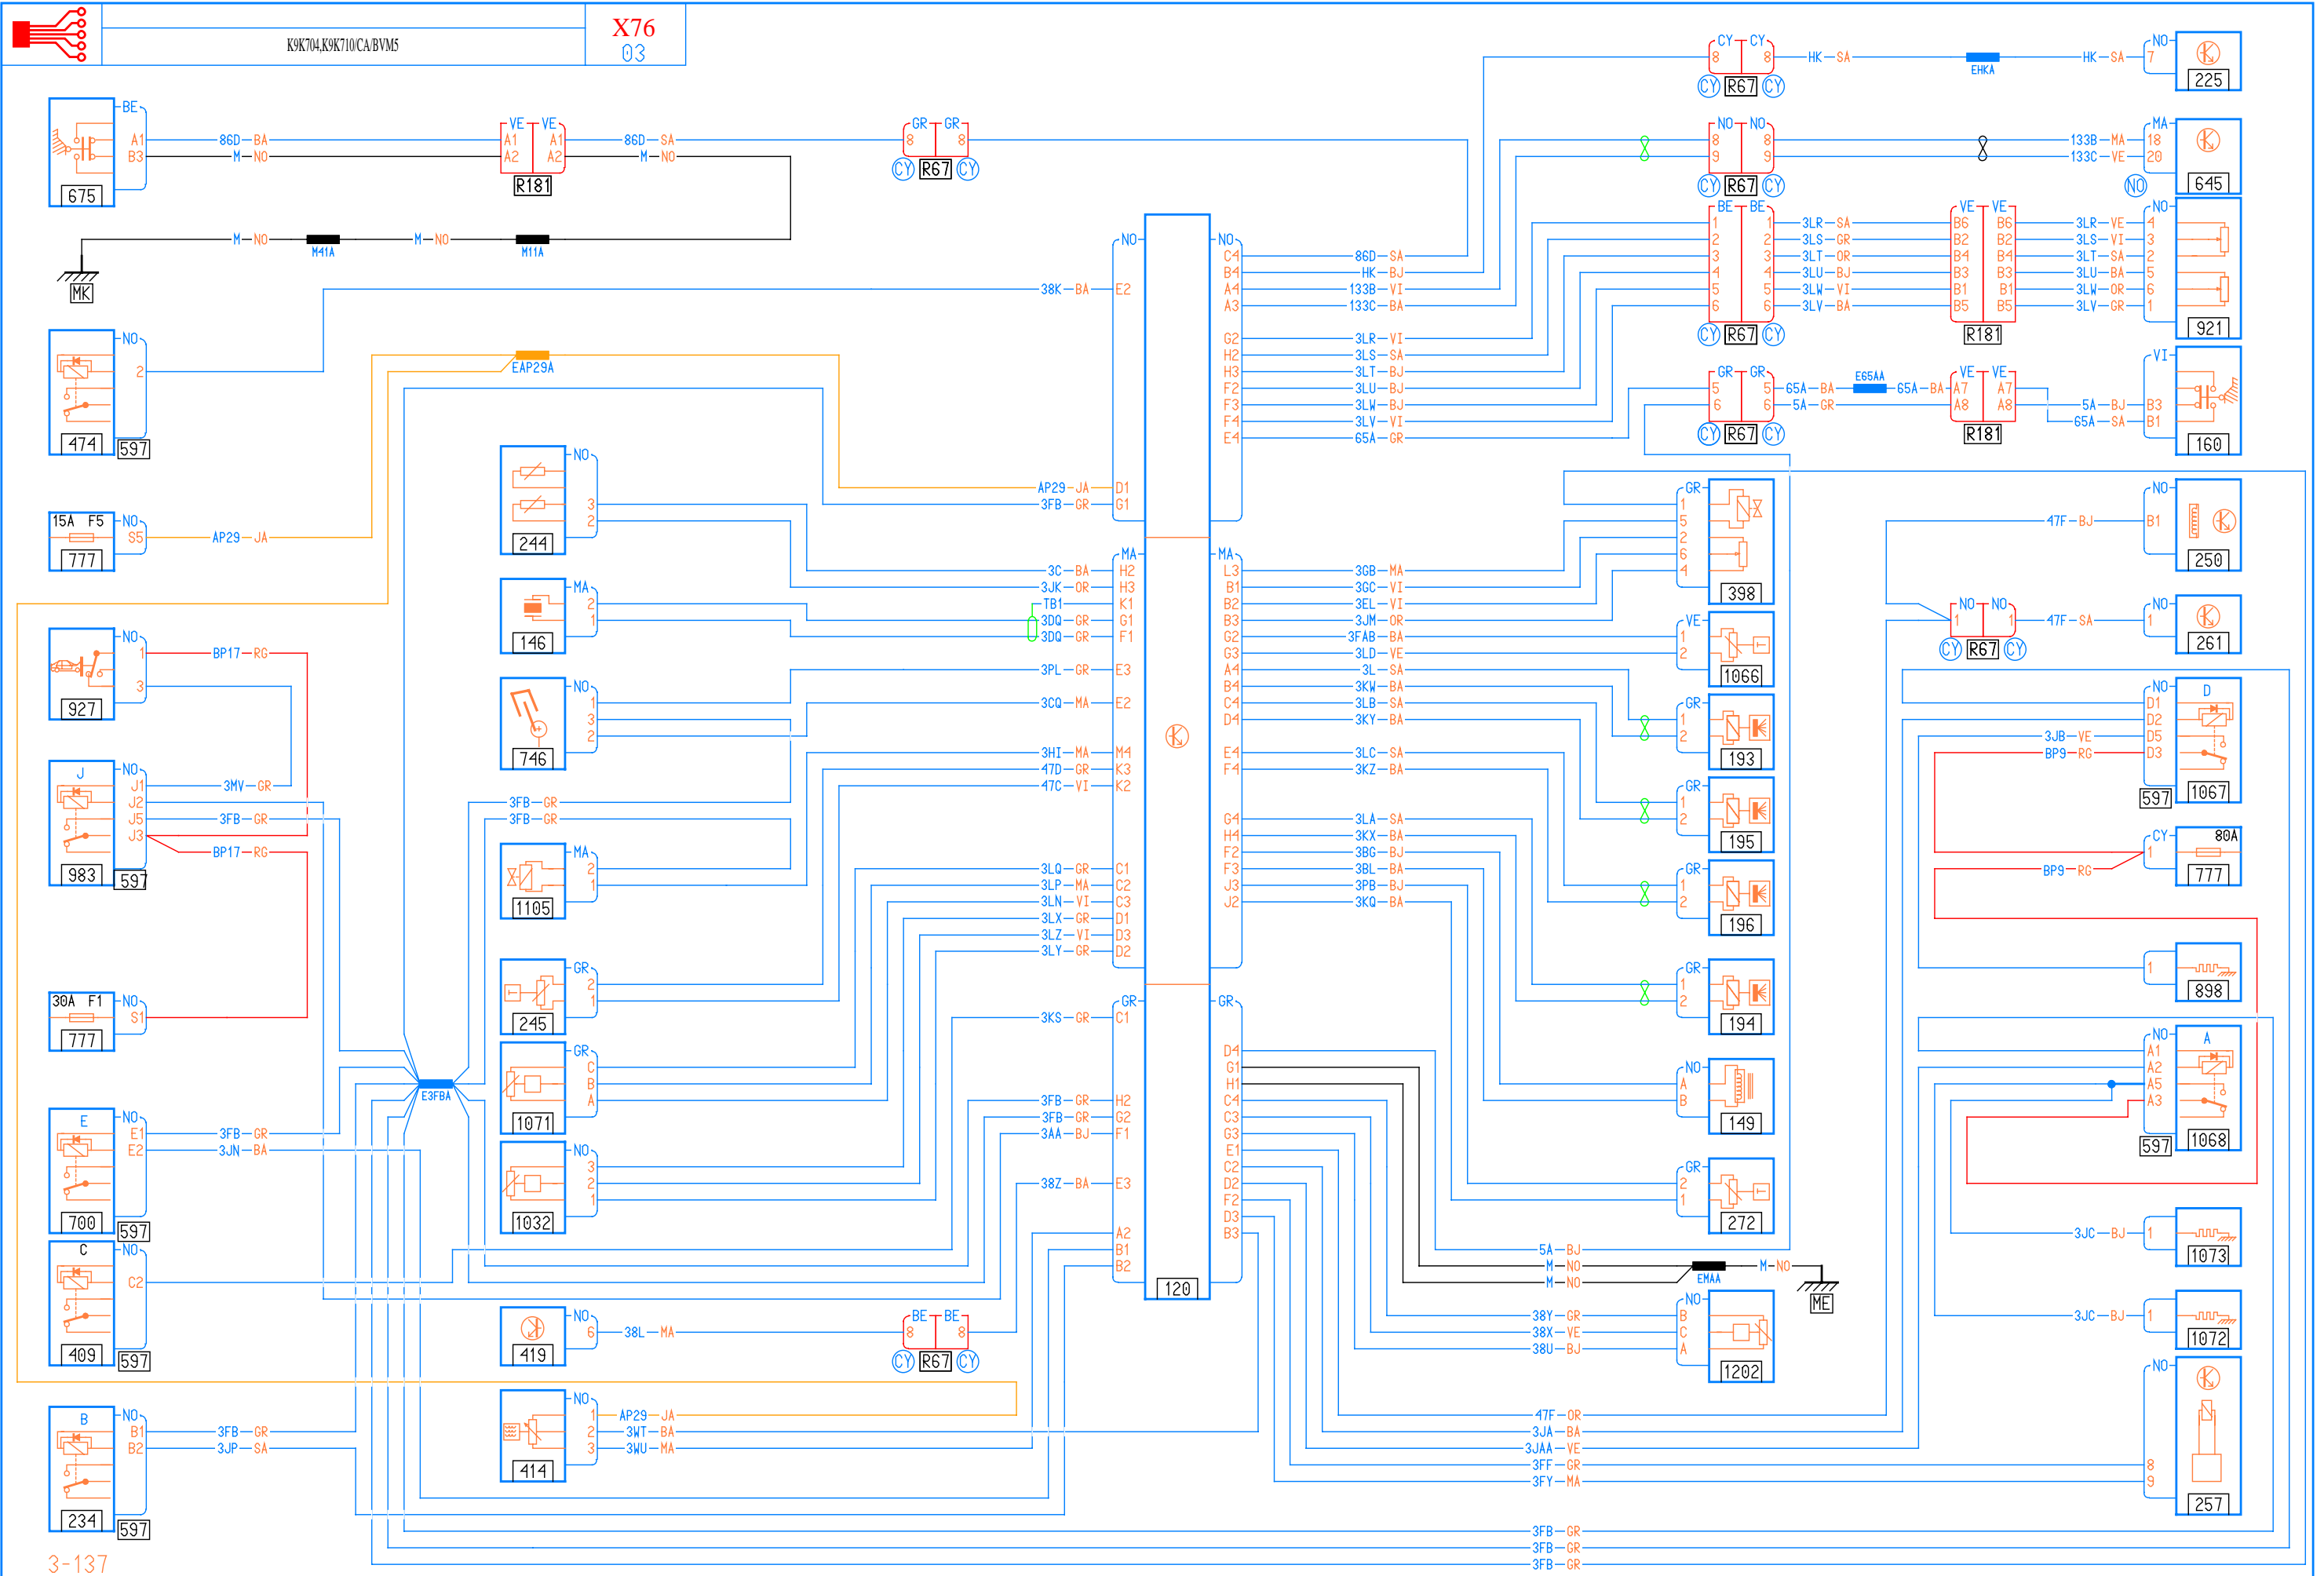 K9K704,K9K710/CA/BVM5
X76
03
BE
A1 86D BA
B3 M NO
675
VE VE
A1 A1
A2 A2
R181
86D SA
M NO
GR GR
8 8
CY R67 CY
M NO
M41A
M NO
M11A
MK
CY CY
8 8
CY R67 CY
HK SA
EHKA
HK SA
NO
7
225
NO NO
8 8
9 9
CY R67 CY
133B MA 18
133C VE 20
MA
NO
645
BE BE
1 1 3LR SA B6
2 2 3LS GR B2
3 3 3LT OR B4
4 4 3LU BJ B3
5 5 3LW VI B1
6 6 3LV BA B5
CY R67 CY
VE VE
B6 3LR VE 4
B2 3LS VI 3
B4 3LT SA 2
B3 3LU BA 5
B1 3LW OR 6
B5 3LV GR 1
R181
NO
921
GR GR
5 5 65A BA
E65AA
65A BA A7
6 6 5A GR A8
CY R67 CY
VE VE
A7
A8
R181
VI
5A BJ B3
65A SA B1
160
NO
2
474
597
15A F5
NO
S5
777
AP29 JA
EAP29A
NO
1 BP17 RG
3
927
J
NO
J1 3MV GR
J2
J5 3FB GR
J3
BP17 RG
983
597
30A F1
NO
S1
777
E
NO
E1 3FB GR
E2 3JN BA
700
597
C
NO
C2
409
597
B
NO
B1 3FB GR
B2 3JP SA
234
597
3-137
E3FBA
NO
3
2
244
MA
2
1
146
NO
1
3
2
746
3FB GR
3FB GR
MA
2
1
1105
GR
2
1
245
GR
C
B
A
1071
NO
3
2
1
1032
NO
6 38L MA
419
BE BE
8 8
CY R67 CY
NO
1 AP29 JA
2 3WT BA
3 3WU MA
414
NO
38K BA E2
AP29 JA D1
3FB GR G1
MA
3C BA H2
3JK OR H3
TB1 K1
3DQ GR G1
3DQ GR F1
3PL GR E3
3CQ MA E2
3HI MA M4
47D GR K3
47C VI K2
3LQ GR C1
3LP MA C2
3LN VI C3
3LX GR D1
3LZ VI D3
3LY GR D2
GR
3KS GR C1
3FB GR H2
3FB GR G2
3AA BJ F1
38Z BA E3
A2
B1
B2
120
NO
C4 86D SA
B4 HK BJ
A4 133B VI
A3 133C BA
G2 3LR VI
H2 3LS SA
H3 3LT BJ
F2 3LU BJ
F3 3LW BJ
F4 3LV VI
E4 65A GR
MA
L3 3GB MA
B1 3GC VI
B2 3EL VI
B3 3JM OR
G2 3FAB BA
G3 3LD VE
A4 3L SA
B4 3KW BA
C4 3LB SA
D4 3KY BA
E4 3LC SA
F4 3KZ BA
G4 3LA SA
H4 3KX BA
F2 3BG BJ
F3 3BL BA
J3 3PB BJ
J2 3KQ BA
GR
D4
G1
H1
C4
C3
G3
E1
C2
D2
F2
D3
B3
GR
1
5
2
6
4
398
VE
1
2
1066
GR
1
2
193
GR
1
2
195
GR
1
2
196
GR
1
2
194
NO
A
B
149
GR
2
1
272
5A BJ
M NO
M NO
EMAA
M NO
ME
NO
38Y GR B
38X VE C
38U BJ A
1202
47F OR
3JA BA
3JAA VE
3FF GR
3FY MA
3FB GR
3FB GR
3FB GR
NO
47F BJ B1
250
NO NO
1 1
CY R67 CY
47F SA
NO
1
261
NO
D
D1
D2
3JB VE D5
BP9 RG D3
597
1067
CY
80A
1
777
BP9 RG
1
898
NO
A
A1
A2
A5
A3
597
1068
3JC BJ 1
1073
3JC BJ 1
1072
NO
8
9
257